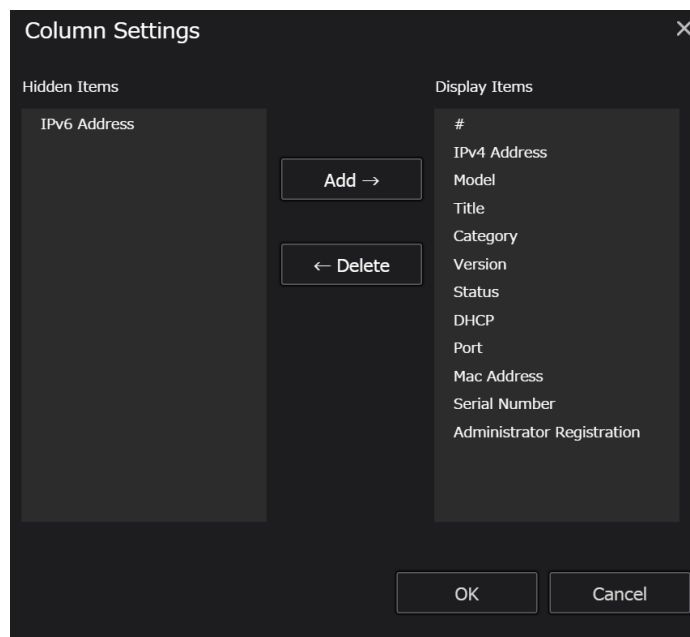 Column Settings
×
Hidden Items
Display Items
IPv6 Address
Add →
← Delete
#
IPv4 Address
Model
Title
Category
Version
Status
DHCP
Port
Mac Address
Serial Number
Administrator Registration
OK
Cancel